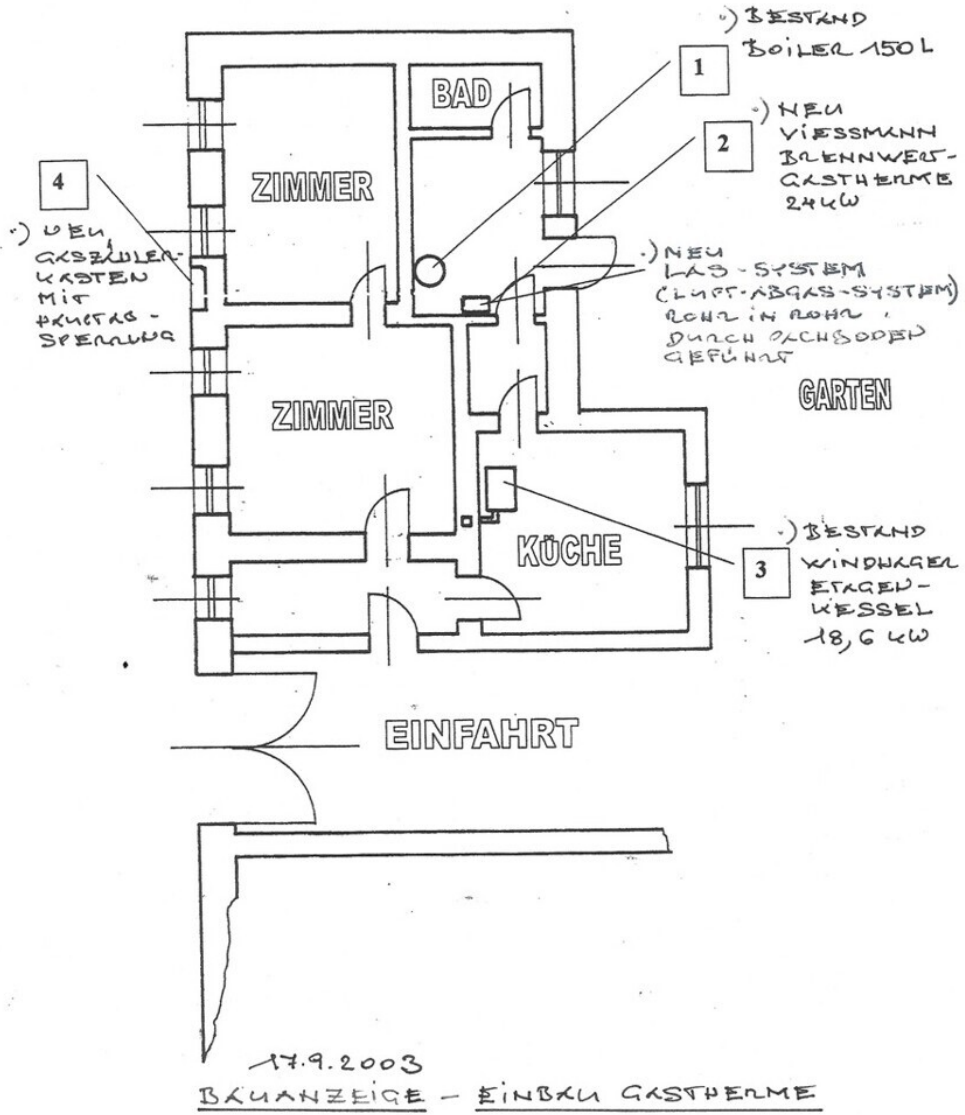 ·) BESTAND
BOILER 150 L
1
·) NEU
VIESSMANN
BRENNWERT-
GASTHERME
24 kW
2
BAD
ZIMMER
4
·) NEU
GASZÄHLER-
KASTEN
MIT
HAUPTAB-
SPERRUNG
·) NEU
LAS-SYSTEM
(LUFT-ABGAS-SYSTEM)
ROHR IN ROHR
DURCH DACHBODEN
GEFÜHRT
GARTEN
ZIMMER
KÜCHE
3
·) BESTAND
WINDHAGER
ETAGEN-
KESSEL
18,6 kW
EINFAHRT
17.9.2003
BAUANZEIGE - EINBAU GASTHERME